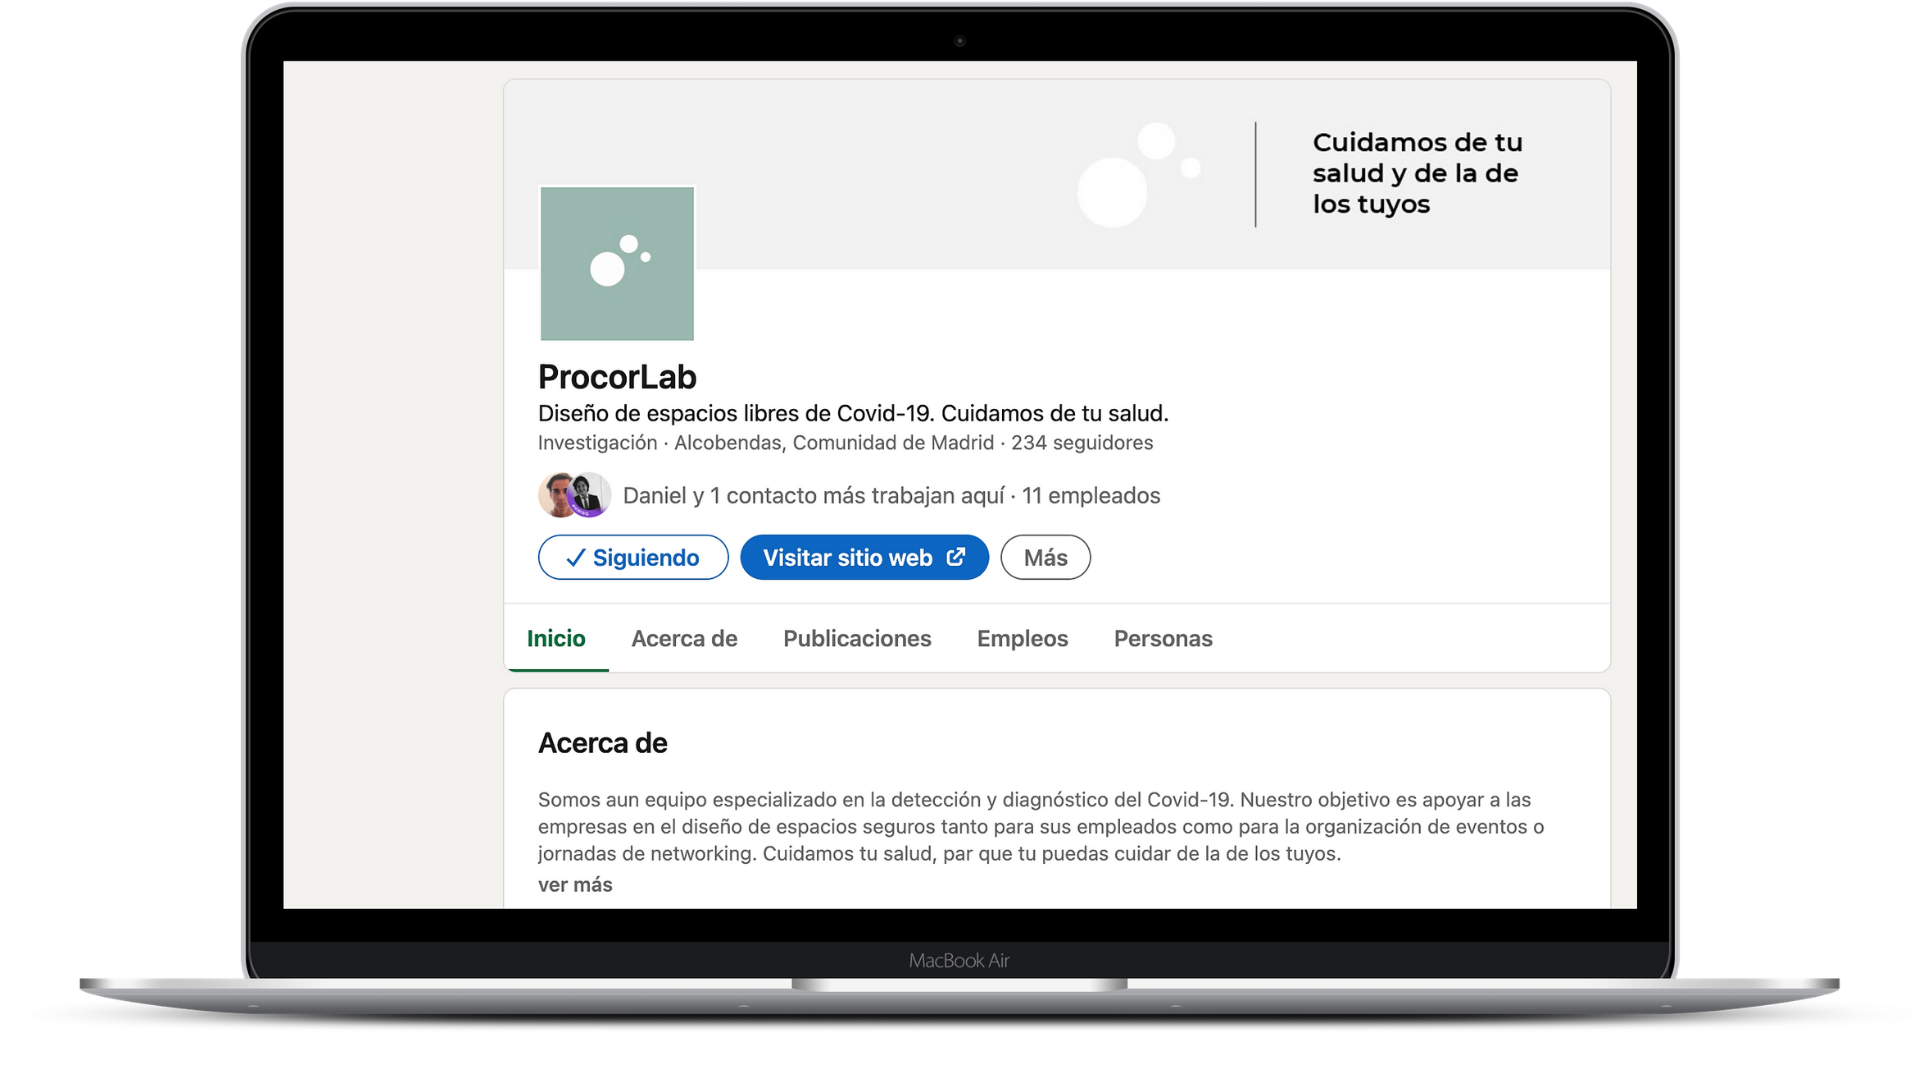 Cuidamos de tu
salud y de la de
los tuyos
ProcorLab
Diseño de espacios libres de Covid-19. Cuidamos de tu salud.
Investigación · Alcobendas, Comunidad de Madrid · 234 seguidores
Daniel y 1 contacto más trabajan aquí · 11 empleados
Siguiendo
Visitar sitio web
Más
Inicio
Acerca de
Publicaciones
Empleos
Personas
Acerca de
Somos aun equipo especializado en la detección y diagnóstico del Covid-19. Nuestro objetivo es apoyar a las
empresas en el diseño de espacios seguros tanto para sus empleados como para la organización de eventos o
jornadas de networking. Cuidamos tu salud, par que tu puedas cuidar de la de los tuyos.
ver más
MacBook Air